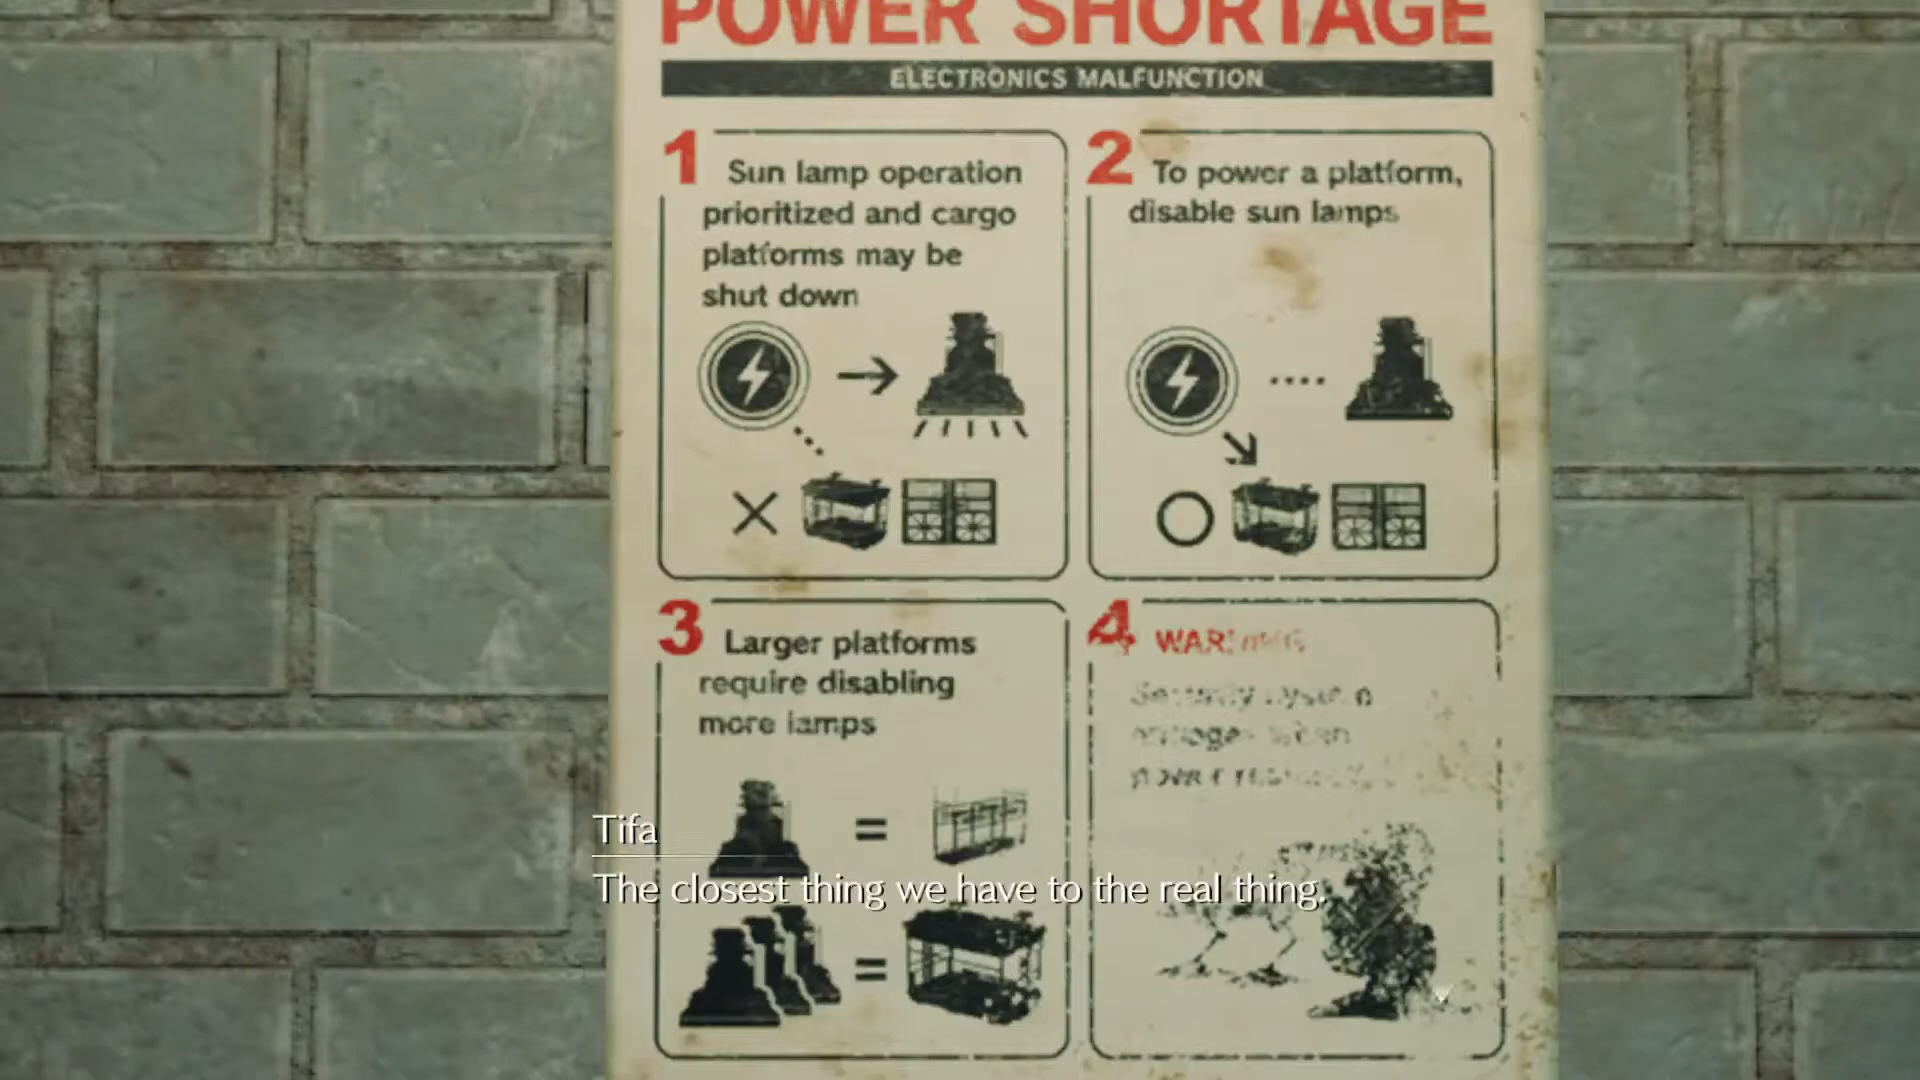 POWER SHORTAGE
ELECTRONICS MALFUNCTION
1 Sun lamp operation
prioritized and cargo
platforms may be
shut down
2 To power a platform,
disable sun lamps
3 Larger platforms
require disabling
more lamps
=
=
4 WARNING
Tifa
The closest thing we have to the real thing.